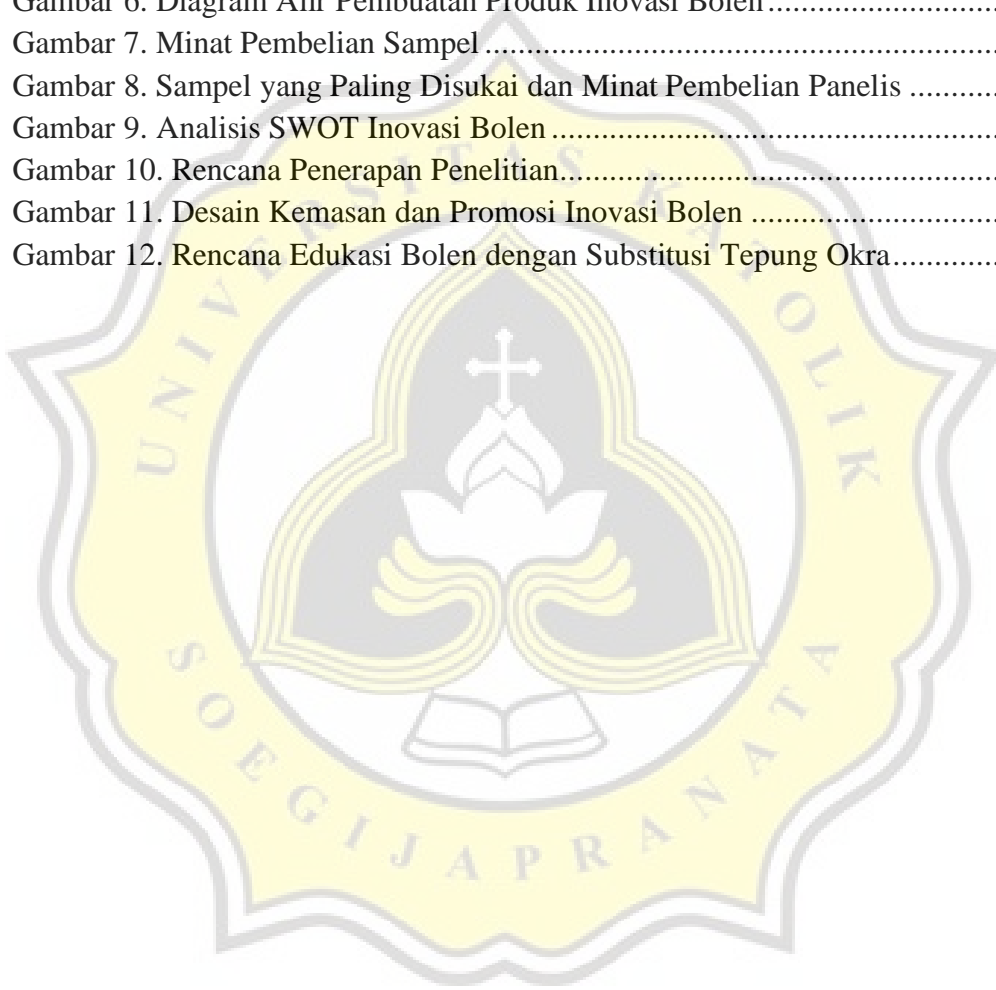 Gambar 6. Diagram Alir Pembuatan Produk Inovasi Bolen....................
Gambar 7. Minat Pembelian Sampel....................................................
Gambar 8. Sampel yang Paling Disukai dan Minat Pembelian Panelis ...........
Gambar 9. Analisis SWOT Inovasi Bolen.............................................
Gambar 10. Rencana Penerapan Penelitian...........................................
Gambar 11. Desain Kemasan dan Promosi Inovasi Bolen ........................
Gambar 12. Rencana Edukasi Bolen dengan Substitusi Tepung Okra.............
UNIVERSITAS KATOLIK
SOEGIJAPRANATA